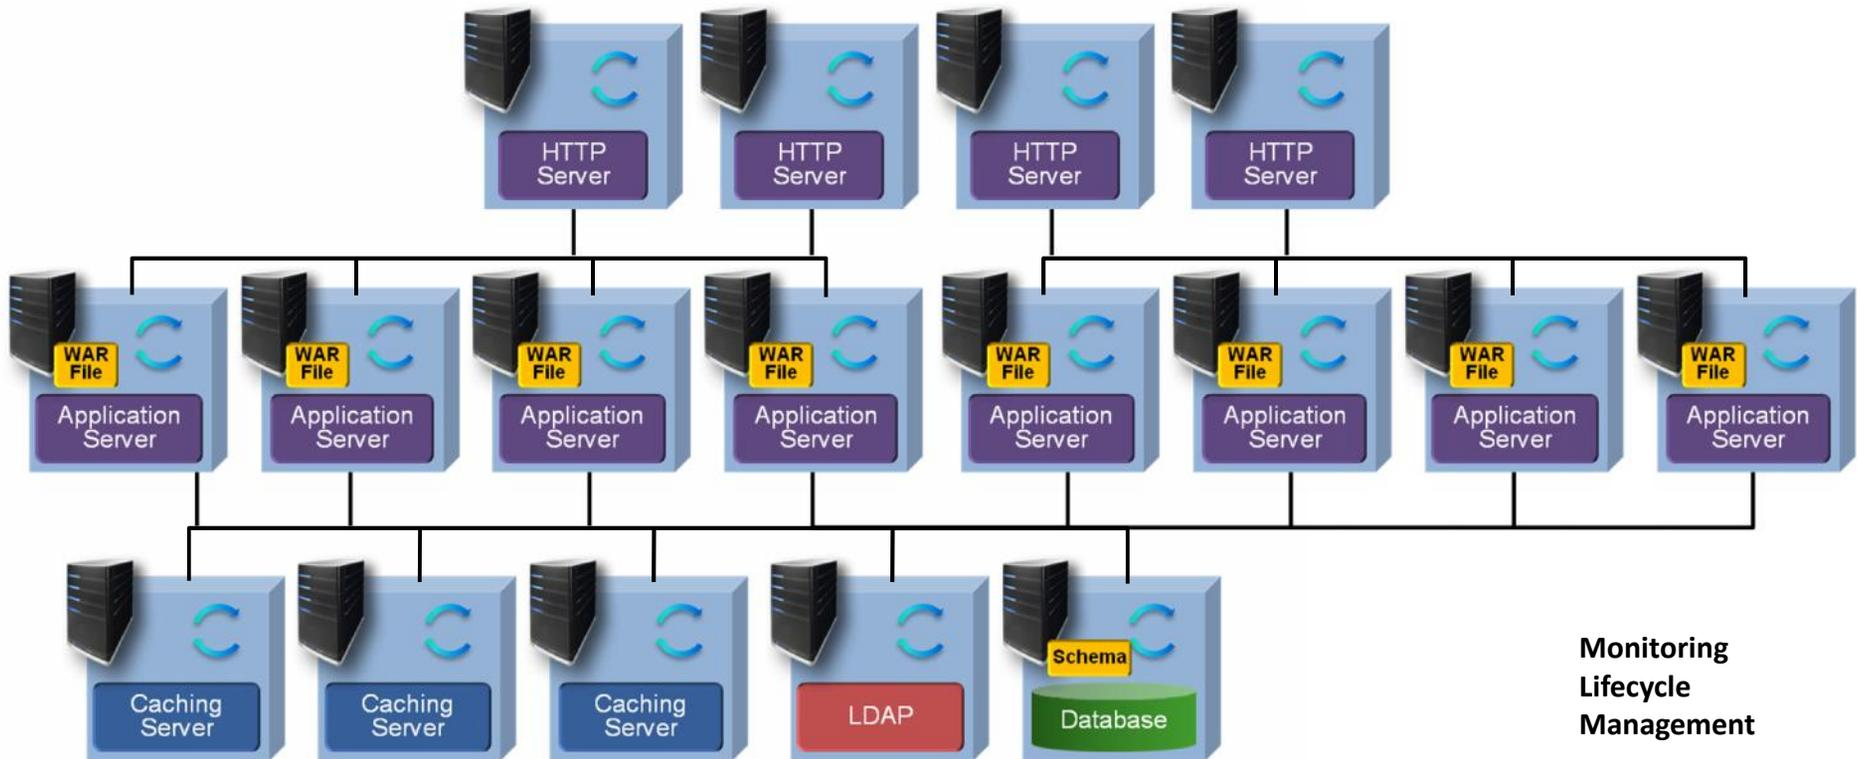 HTTP
Server
HTTP
Server
HTTP
Server
HTTP
Server
WAR
File
Application
Server
WAR
File
Application
Server
WAR
File
Application
Server
WAR
File
Application
Server
WAR
File
Application
Server
WAR
File
Application
Server
WAR
File
Application
Server
WAR
File
Application
Server
Caching
Server
Caching
Server
Caching
Server
LDAP
Schema
Database
Monitoring
Lifecycle
Management